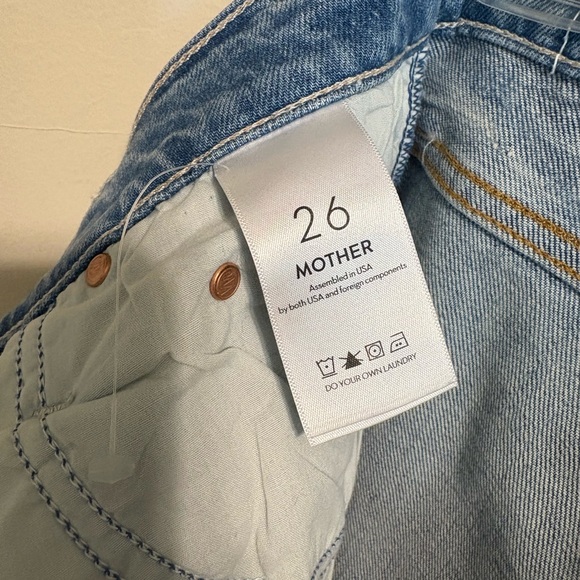 26
MOTHER
Assembled in USA
by both USA and foreign components
DO YOUR OWN LAUNDRY